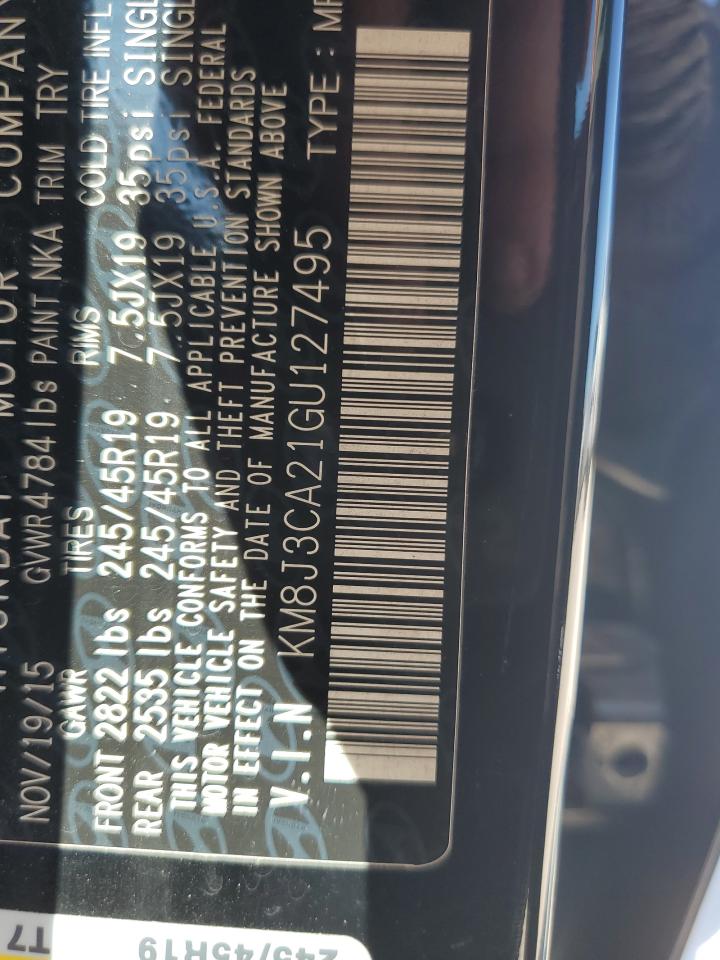 MOTOR COMPANY
NOV/19/15 GVWR 4784 lbs PAINT NKA TRIM TRY
GAWR TIRES RIMS COLD TIRE INFL
FRONT 2822 lbs 245/45R19 7.5JX19 35psi SINGL
REAR 2535 lbs 245/45R19 7.5JX19 35psi SINGL
THIS VEHICLE CONFORMS TO ALL APPLICABLE U.S.A. FEDERAL
MOTOR VEHICLE SAFETY AND THEFT PREVENTION STANDARDS
IN EFFECT ON THE DATE OF MANUFACTURE SHOWN ABOVE
V.I.N KM8J3CA21GU127495 TYPE : MP
T7
245/45R19